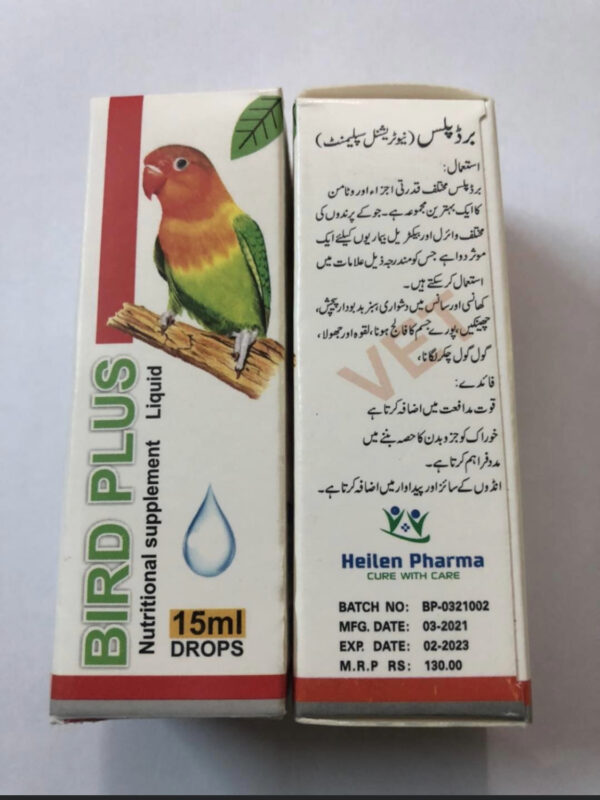 BIRD PLUS
Nutritional supplement Liquid
15ml
DROPS
برڈ پلس (نیوٹریشنل سپلیمنٹ)
استعمال:
برڈ پلس مختلف قدرتی اجزاء اور وٹامن
کا ایک بہترین مجموعہ ہے۔ جو کے پرندوں کی
مختلف وائرل اور بیکٹریل بیماریوں کیلئے ایک
موثر دوا ہے جس کو مندرجہ ذیل علامات میں
استعمال کر سکتے ہیں۔
کھانسی اور سانس میں دشواری، سبز بدبودار پیچش،
چھینکیں، پورے جسم کا فالج ہونا، لقوہ اور جھولا،
گول گول چکر لگانا،
فائدے:
قوت مدافعت میں اضافہ کرتا ہے
خوراک کو جزو بدن کا حصہ بننے میں
مدد فراہم کرتا ہے۔
انڈوں کے سائز اور پیداوار میں اضافہ کرتا ہے۔
VET
Heilen Pharma
CURE WITH CARE
BATCH NO: BP-0321002
MFG. DATE: 03-2021
EXP. DATE: 02-2023
M.R.P RS: 130.00